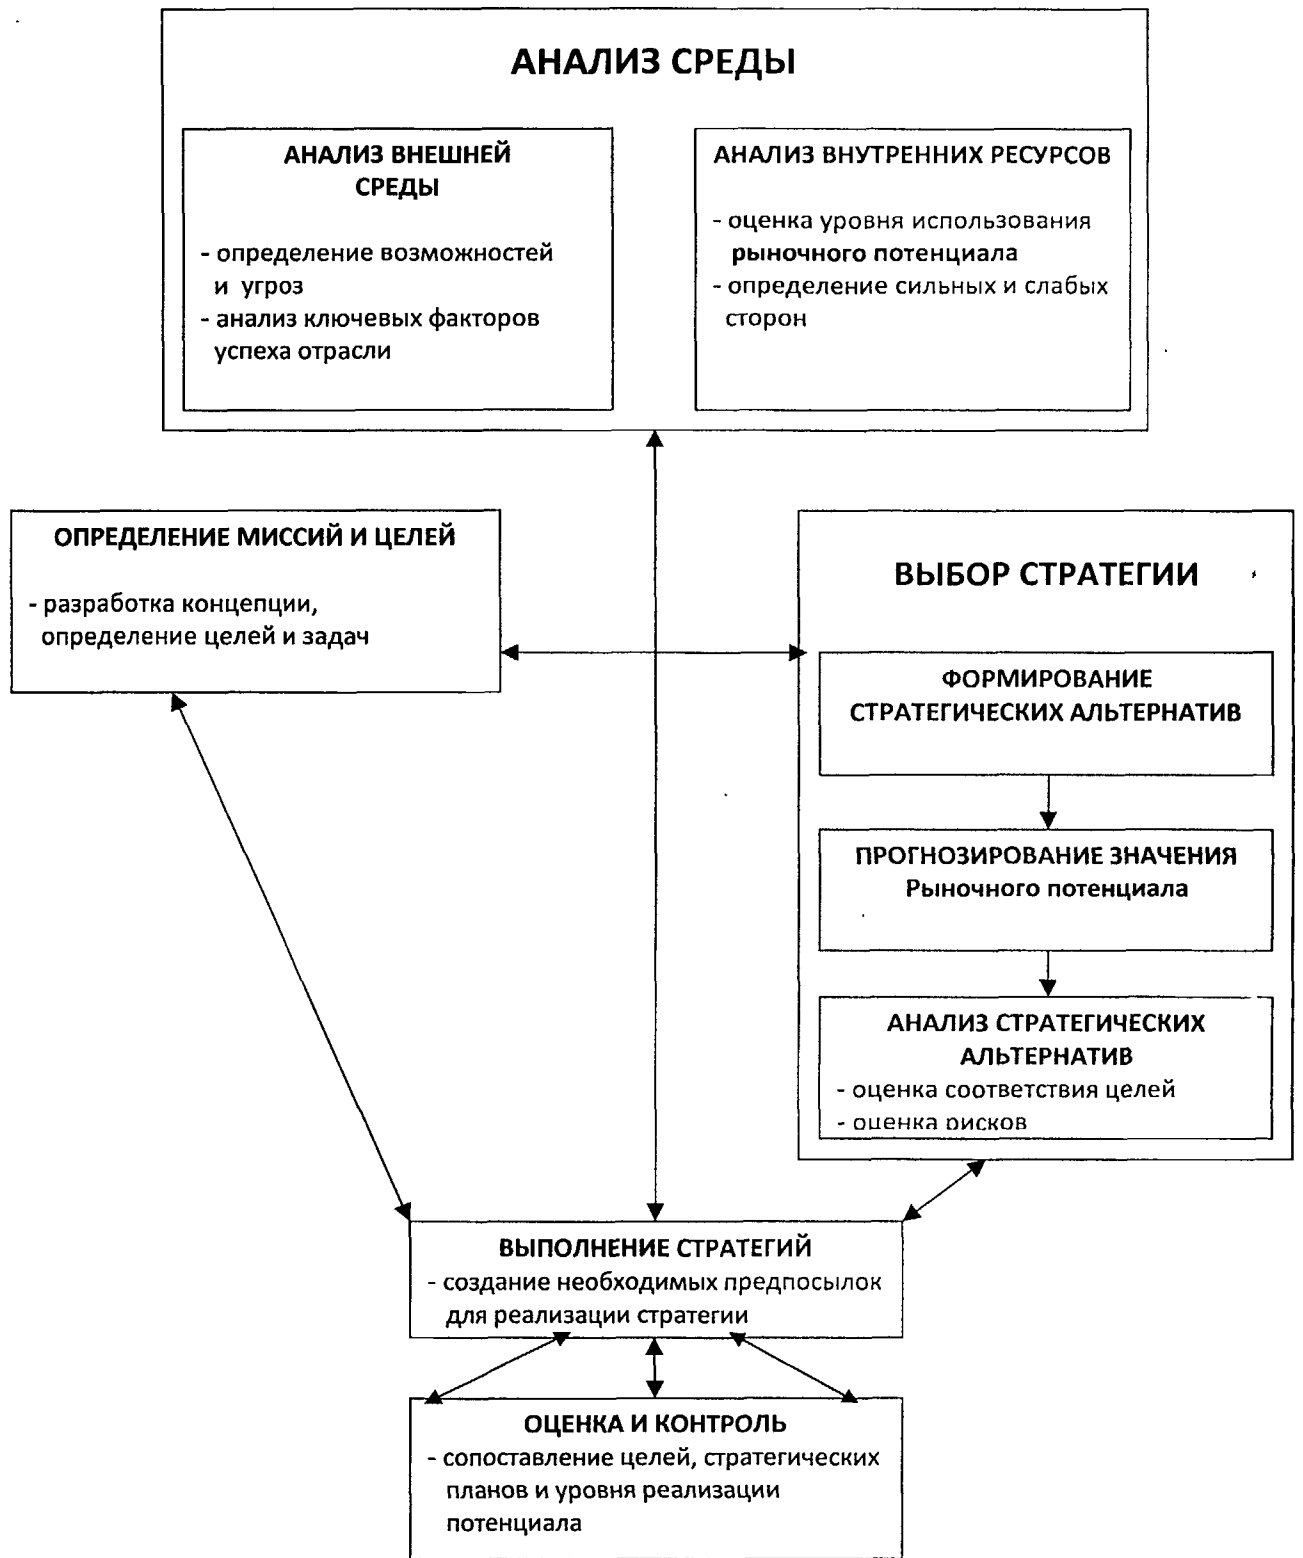 АНАЛИЗ СРЕДЫ
АНАЛИЗ ВНЕШНЕЙ
СРЕДЫ
- определение возможностей
и угроз
- анализ ключевых факторов
успеха отрасли
АНАЛИЗ ВНУТРЕННИХ РЕСУРСОВ
- оценка уровня использования
рыночного потенциала
- определение сильных и слабых
сторон
ОПРЕДЕЛЕНИЕ МИССИЙ И ЦЕЛЕЙ
- разработка концепции,
определение целей и задач
ВЫБОР СТРАТЕГИИ
ФОРМИРОВАНИЕ
СТРАТЕГИЧЕСКИХ АЛЬТЕРНАТИВ
ПРОГНОЗИРОВАНИЕ ЗНАЧЕНИЯ
Рыночного потенциала
АНАЛИЗ СТРАТЕГИЧЕСКИХ
АЛЬТЕРНАТИВ
- оценка соответствия целей
- оценка рисков
ВЫПОЛНЕНИЕ СТРАТЕГИЙ
- создание необходимых предпосылок
для реализации стратегии
ОЦЕНКА И КОНТРОЛЬ
- сопоставление целей, стратегических
планов и уровня реализации
потенциала